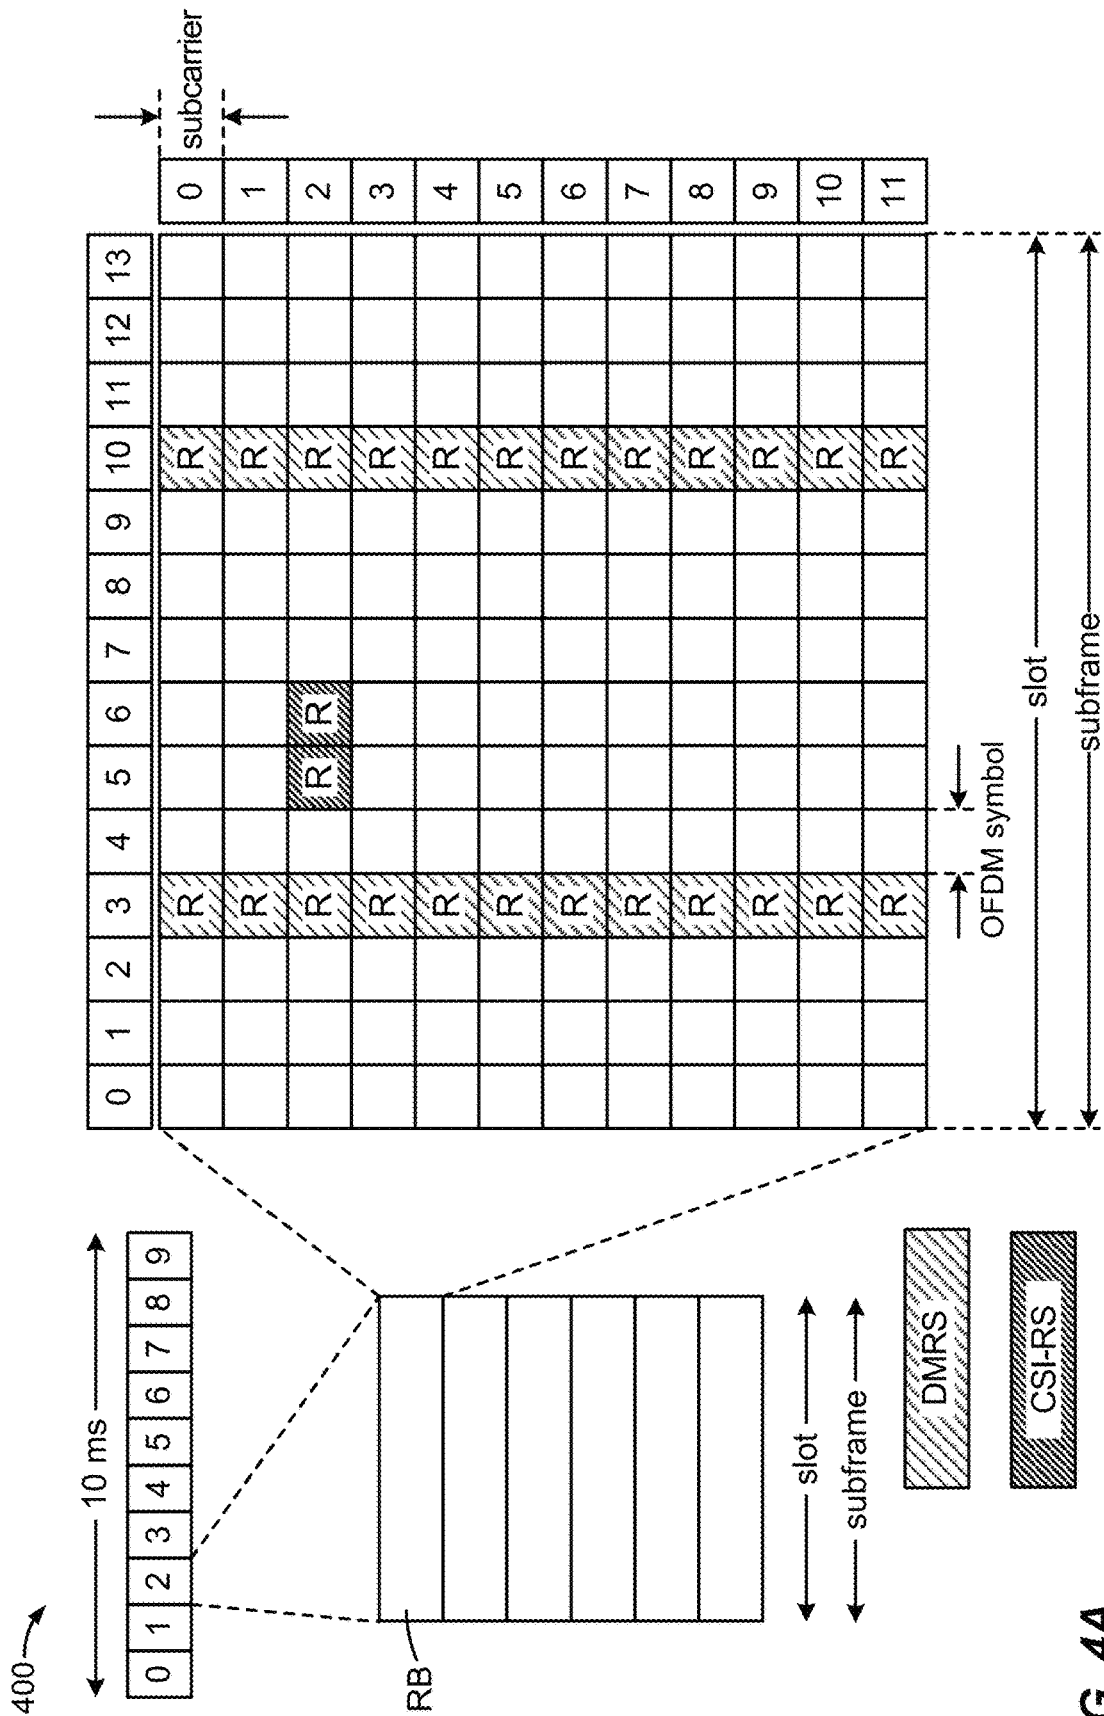 400
10 ms
0 1 2 3 4 5 6 7 8 9
RB
slot
subframe
DMRS
CSI-RS
0 1 2 3 4 5 6 7 8 9 10 11 12 13
subcarrier
R R 0
R R 1
R R R R 2
R R 3
R R 4
R R 5
R R 6
R R 7
R R 8
R R 9
R R 10
R R 11
OFDM symbol
slot
subframe
G. 4A